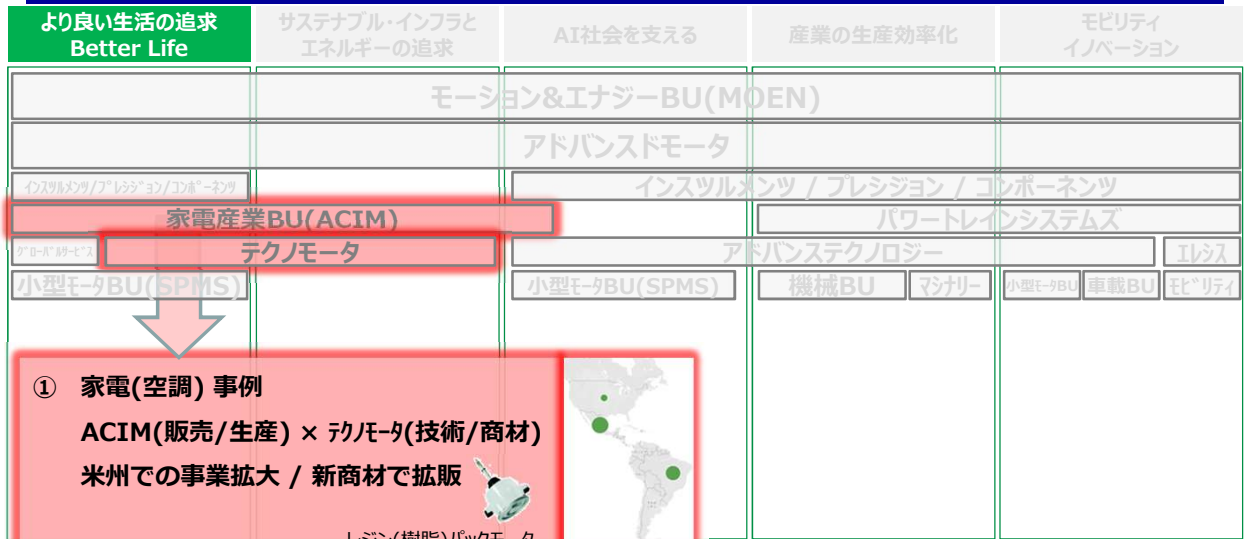 より良い生活の追求
Better Life
サステナブル・インフラと
エネルギーの追求
AI社会を支える
産業の生産効率化
モビリティ
イノベーション
モーション&エナジーBU(MOEN)
アドバンスドモータ
インスツルメンツ/プレシジョン/コンポーネンツ
インスツルメンツ / プレシジョン / コンポーネンツ
家電産業BU(ACIM)
パワートレインシステムズ
グローバルサービス
テクノモータ
アドバンステクノロジー
エレシス
小型モータBU(SPMS)
小型モータBU(SPMS)
機械BU
マシナリー
小型モータBU
車載BU
モビリティ
① 家電(空調) 事例
ACIM(販売/生産) × テクノモータ(技術/商材)
米州での事業拡大 / 新商材で拡販
レジン(樹脂)パックモータ